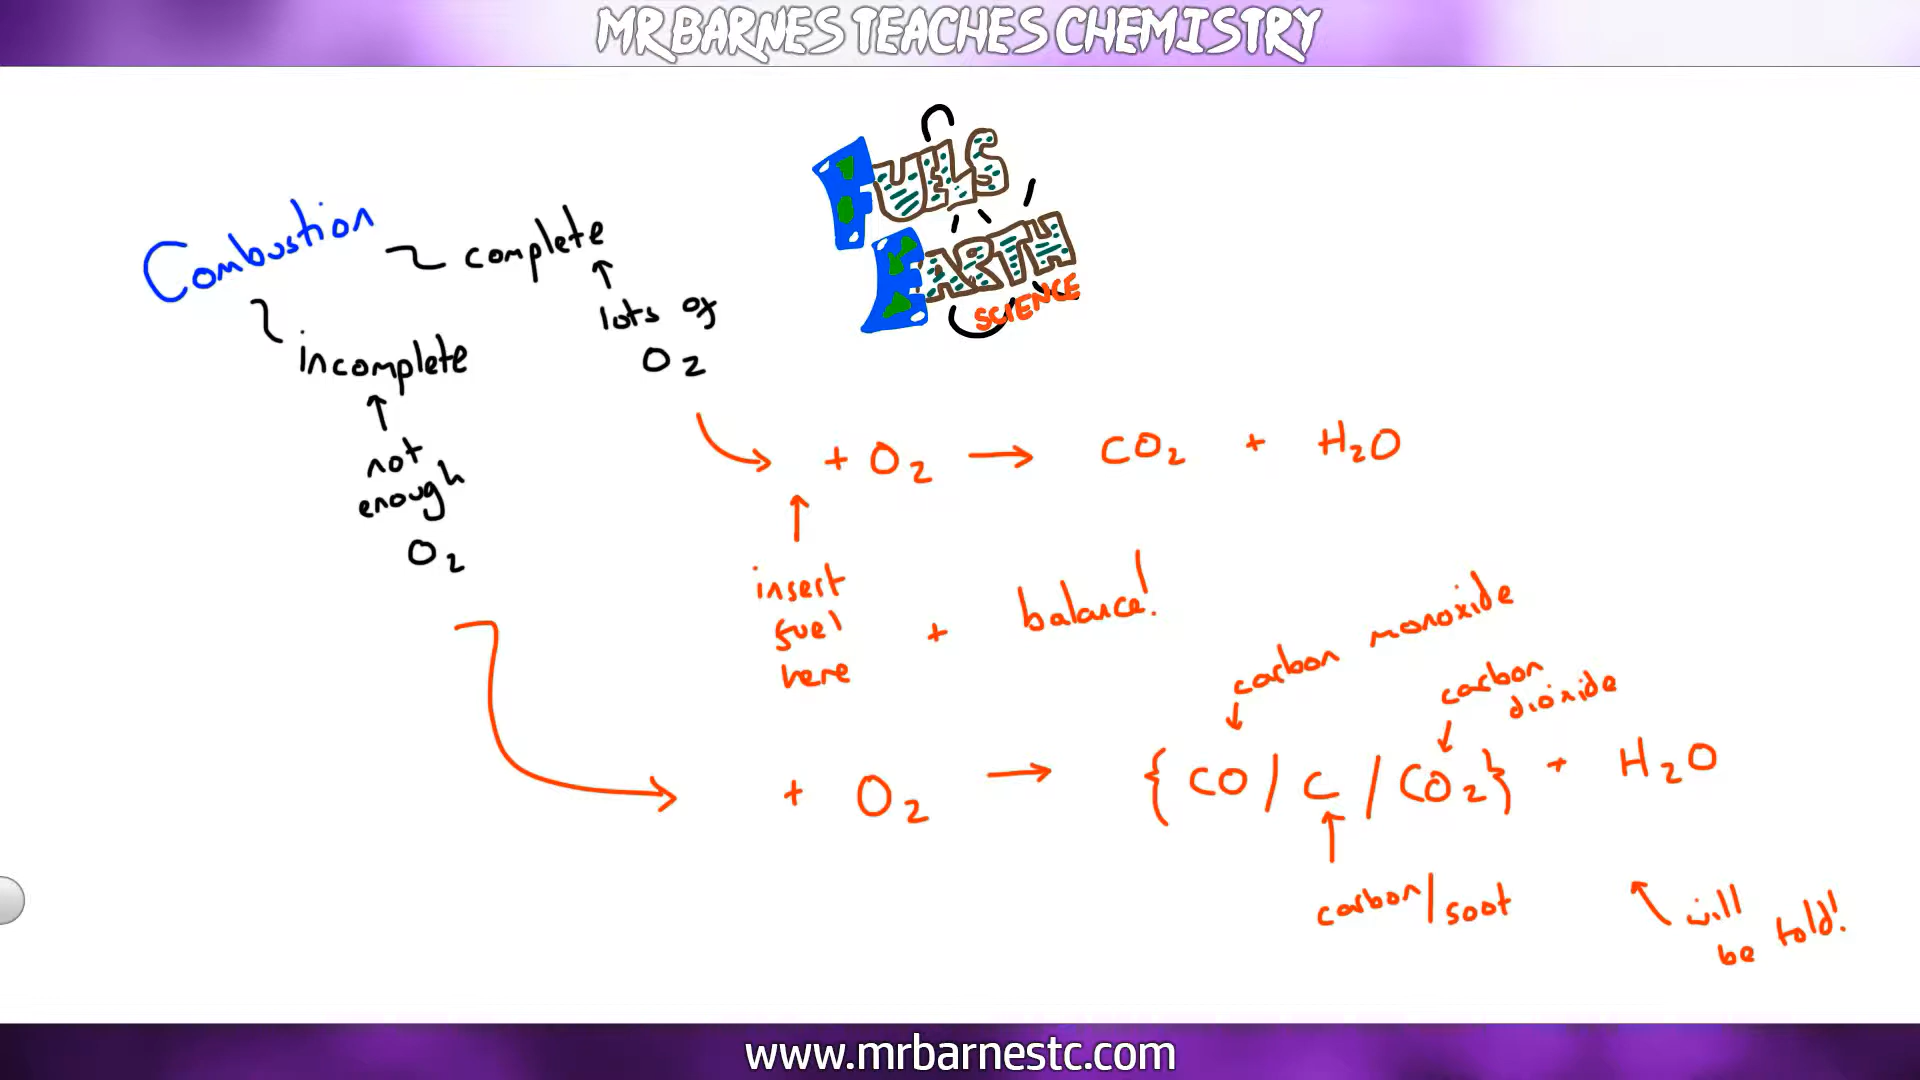 MR BARNES TEACHES CHEMISTRY
FUELS
EARTH
SCIENCE
Combustion
complete
lots of
O₂
incomplete
not
enough
O₂
+ O₂ → CO₂ + H₂O
insert
fuel
here
+ balance!
carbon monoxide
carbon
dioxide
+ O₂ → {CO / C / CO₂} + H₂O
carbon/soot
will
be told!
www.mrbarnestc.com